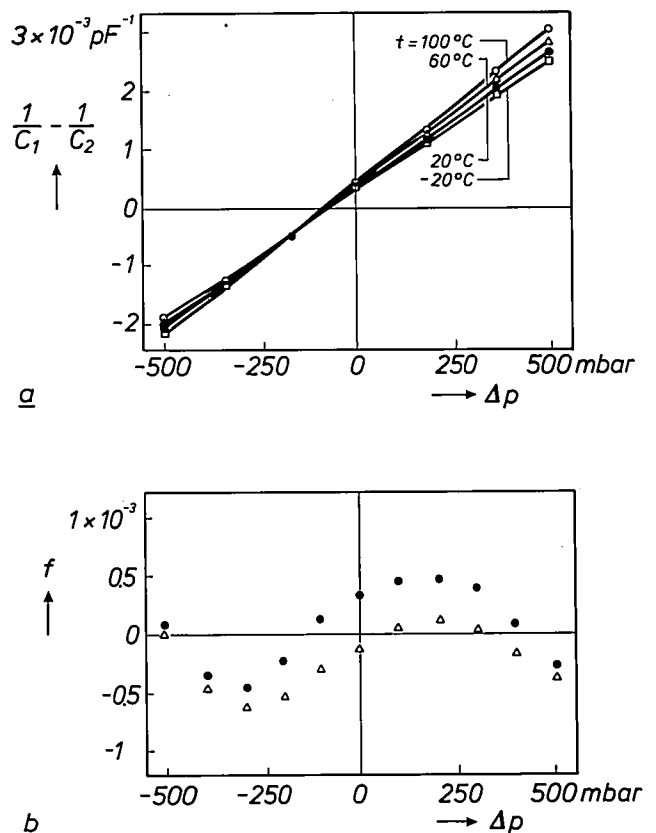 a
3×10⁻³pF⁻¹
2
1/C₁ - 1/C₂
1
0
-1
-2
t=100°C
60°C
20°C
-20°C
-500 -250 0 250 500 mbar
a
→ Δp
1×10⁻³
f
0.5
0
-0.5
-1
-500 -250 0 250 500 mbar
b
→ Δp